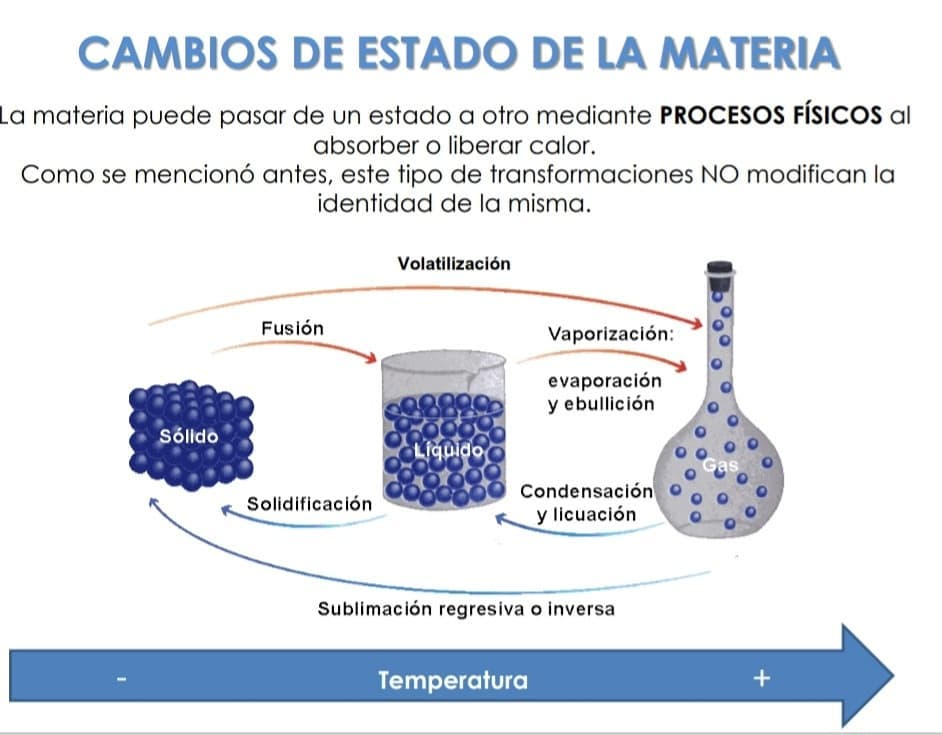 CAMBIOS DE ESTADO DE LA MATERIA
La materia puede pasar de un estado a otro mediante PROCESOS FÍSICOS al
absorber o liberar calor.
Como se mencionó antes, este tipo de transformaciones NO modifican la
identidad de la misma.
Volatilización
Fusión
Vaporización:
evaporación
y ebullición
Sólido
Líquido
Gas
Solidificación
Condensación
y licuación
Sublimación regresiva o inversa
- Temperatura +